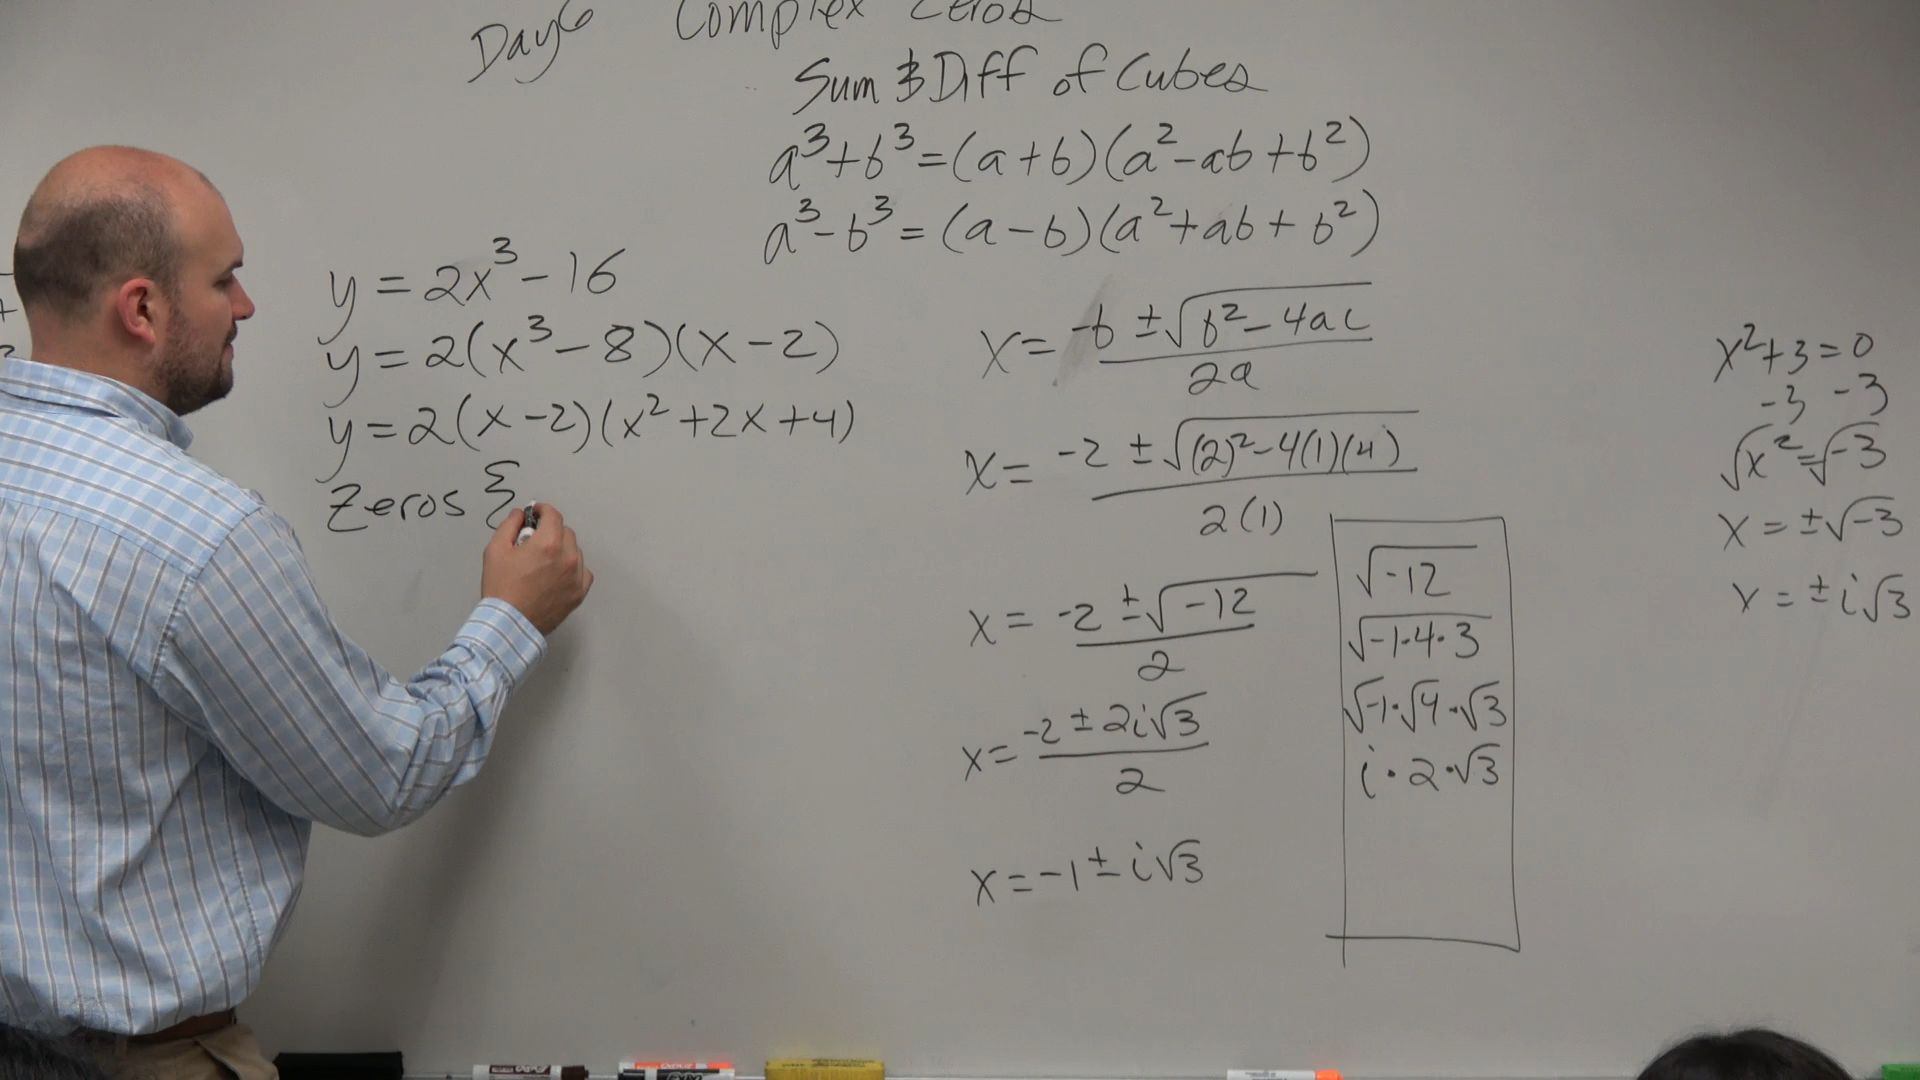 Day 6 Complex Zeros
Sum & Diff of Cubes
a³+b³=(a+b)(a²-ab+b²)
a³-b³=(a-b)(a²+ab+b²)
y=2x³-16
y=2(x³-8)(x-2)
y=2(x-2)(x²+2x+4)
Zeros {
x= -b ± √b²-4ac
2a
x= -2 ± √(2)²-4(1)(4)
2(1)
x= -2 ± √-12
2
x= -2 ± 2i√3
2
x=-1 ± i√3
√-12
√-1·4·3
√-1·√4·√3
i·2·√3
x²+3=0
-3 -3
√x²=√-3
x=±√-3
x=±i√3